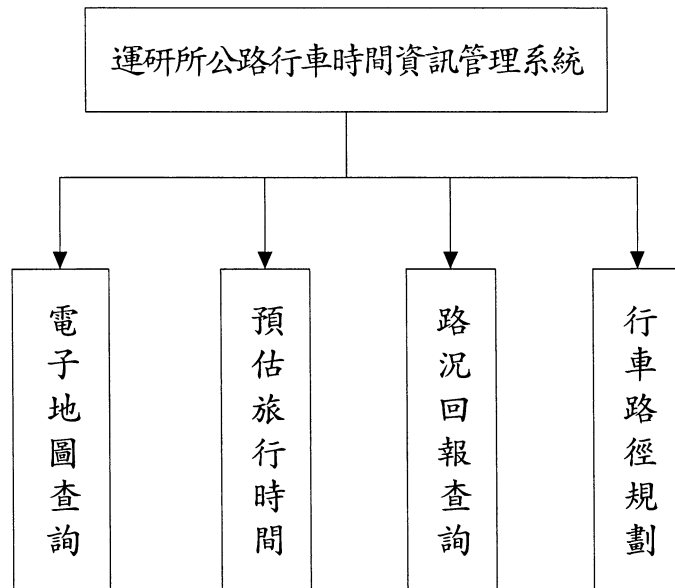 運研所公路行車時間資訊管理系統
電子地圖查詢
預估旅行時間
路況回報查詢
行車路徑規劃